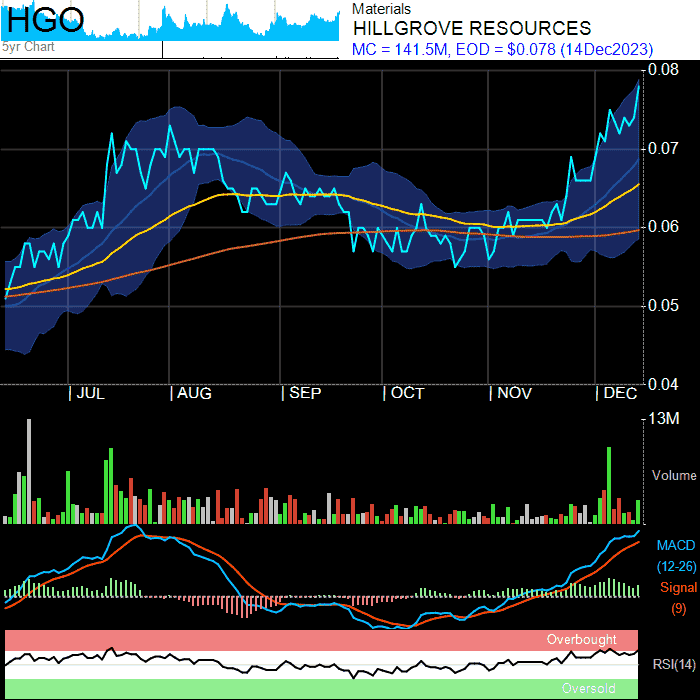 HGO
5yr Chart
Materials
HILLGROVE RESOURCES
MC = 141.5M, EOD = $0.078 (14Dec2023)
0.08
0.07
0.06
0.05
0.04
JUL AUG SEP OCT NOV DEC
13M
Volume
MACD
(12-26)
Signal
(9)
Overbought
RSI(14)
Oversold